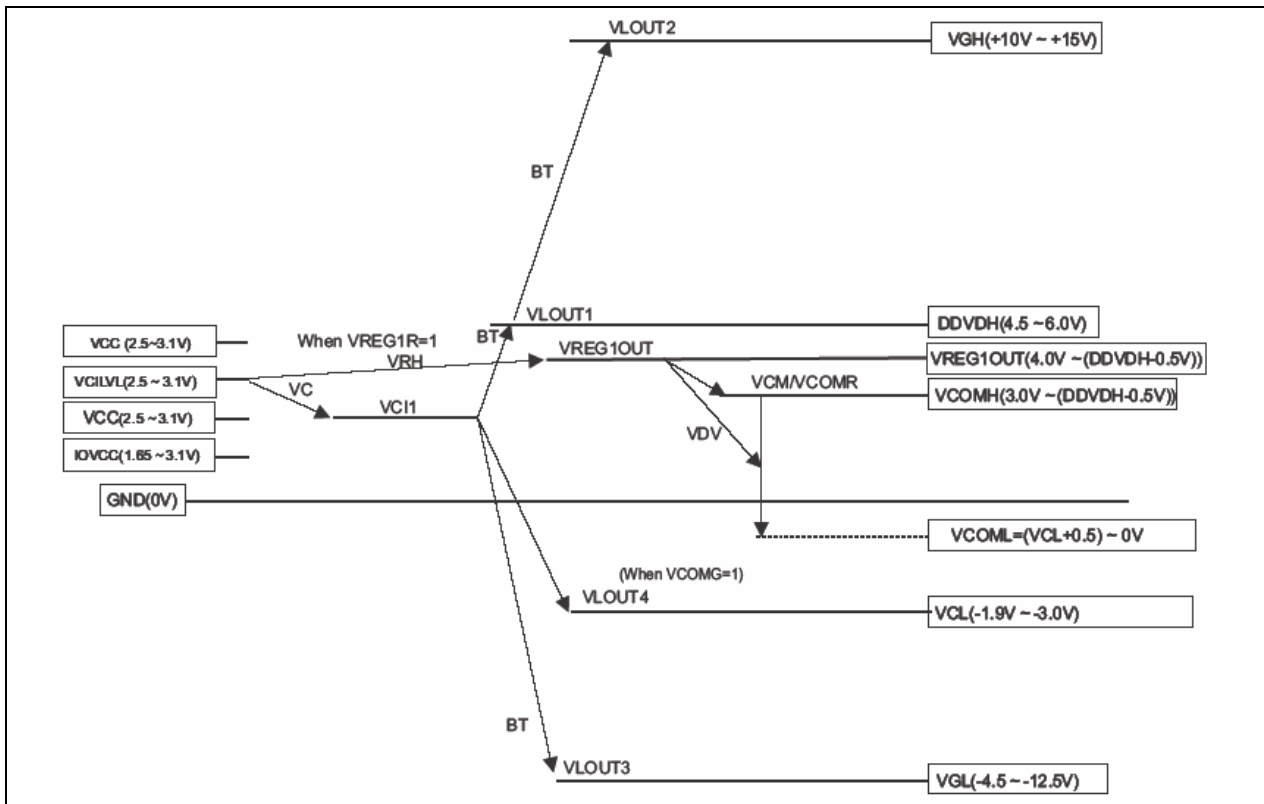 VLOUT2
VGH(+10V ~ +15V)
BT
VLOUT1
DDVDH(4.5 ~6.0V)
VCC (2.5~3.1V)
When VREG1R=1
BT
VREG1OUT
VREG1OUT(4.0V ~(DDVDH-0.5V))
VRH
VCILVL(2.5 ~ 3.1V)
VC
VCM/VCOMR
VCOMH(3.0V ~(DDVDH-0.5V))
VCI1
VCC(2.5 ~3.1V)
VDV
IOVCC(1.65 ~3.1V)
GND(0V)
VCOML=(VCL+0.5) ~ 0V
(When VCOMG=1)
VLOUT4
VCL(-1.9V ~ -3.0V)
BT
VLOUT3
VGL(-4.5 ~ -12.5V)